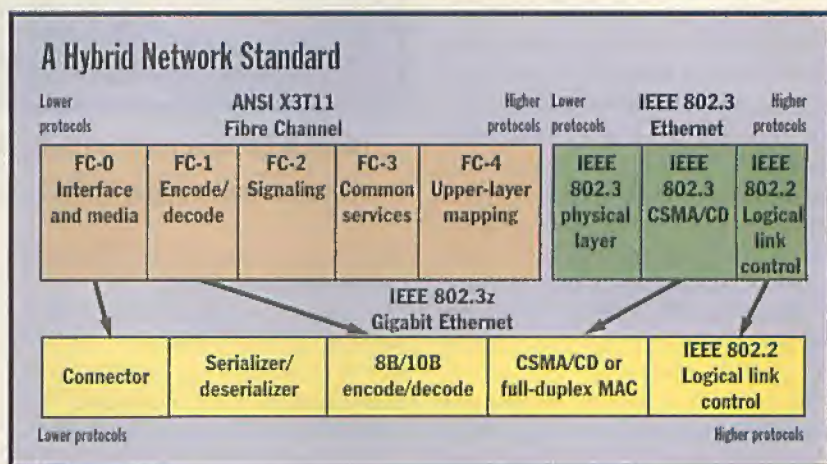 A Hybrid Network Standard
Lower protocols
ANSI X3T11
Fibre Channel
Higher protocols
Lower protocols
IEEE 802.3
Ethernet
Higher protocols
FC-0
Interface
and media
FC-1
Encode/
decode
FC-2
Signaling
FC-3
Common
services
FC-4
Upper-layer
mapping
IEEE
802.3
physical
layer
IEEE
802.3
CSMA/CD
IEEE
802.2
Logical
link
control
IEEE 802.3z
Gigabit Ethernet
Connector
Serializer/
deserializer
8B/10B
encode/decode
CSMA/CD or
full-duplex MAC
IEEE 802.2
Logical link
control
Lower protocols
Higher protocols